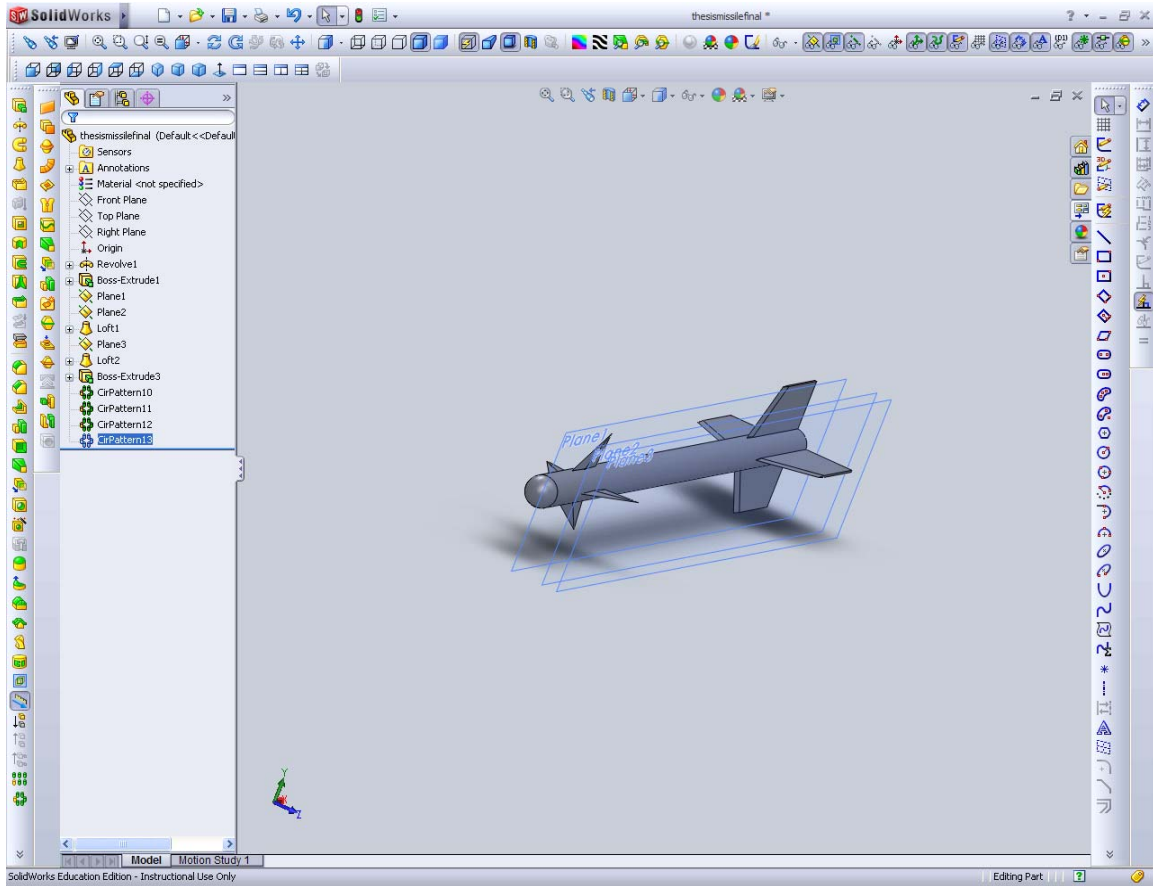 SolidWorks
thesismissilefinal *
thesismissilefinal (Default<<Defaul
Sensors
Annotations
Material <not specified>
Front Plane
Top Plane
Right Plane
Origin
Revolve1
Boss-Extrude1
Plane1
Plane2
Loft1
Plane3
Loft2
Boss-Extrude3
CirPattern10
CirPattern11
CirPattern12
CirPattern13
Plane1
Plane2
Plane3
Y
X
Z
Model
Motion Study 1
SolidWorks Education Edition - Instructional Use Only
Editing Part